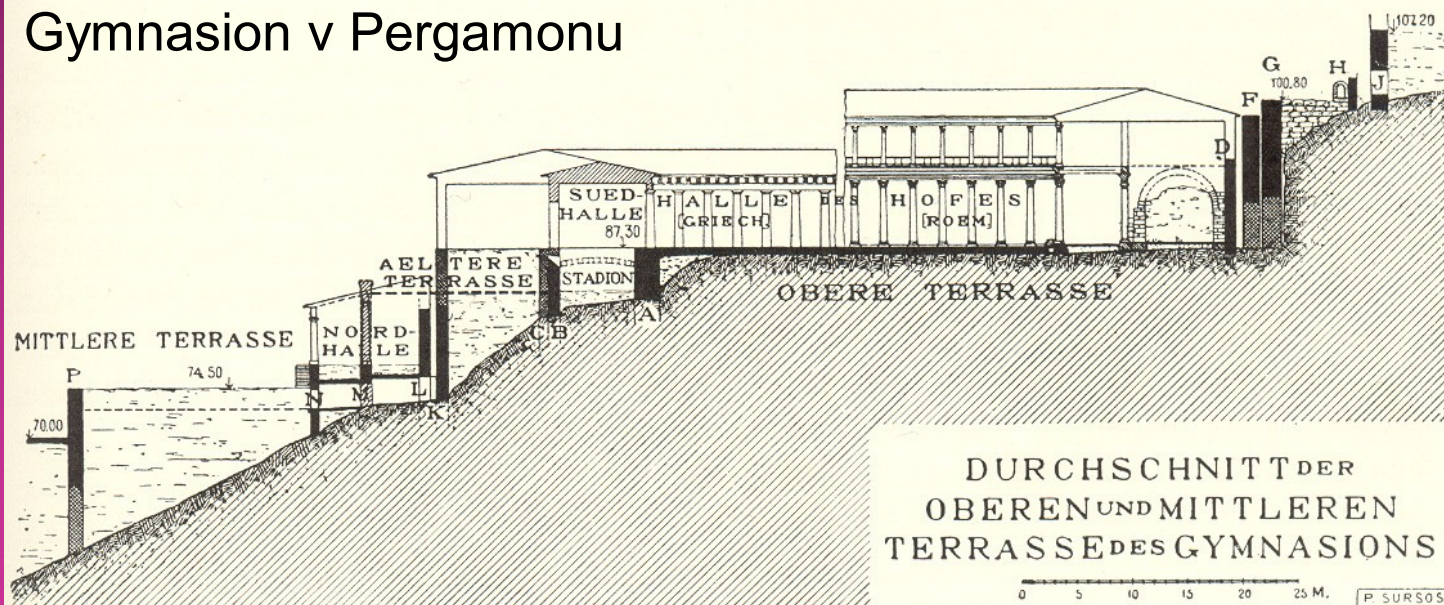 Gymnasion v Pergamonu
107.20
G H
100.80 J
F
D
SUED-
HALLE
87.30
HALLE DES HOFES
[GRIECH.] [ROEM]
AELTERE
TERRASSE
STADION
OBERE TERRASSE
A
C B
MITTLERE TERRASSE
NORD-
HALLE
P
74.50
N M L
K
70.00
DURCHSCHNITT DER
OBEREN UND MITTLEREN
TERRASSE DES GYMNASIONS
0 5 10 15 20 25 M.
P. SURSOS